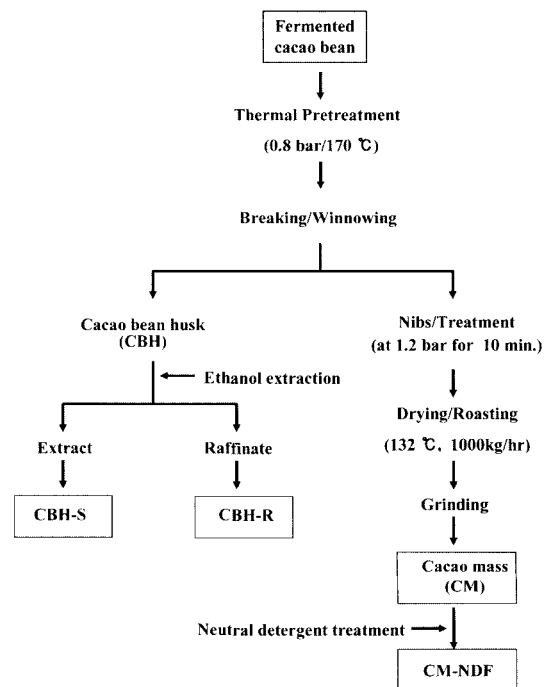 Fermented
cacao bean
Thermal Pretreatment
(0.8 bar/170 ℃)
Breaking/Winnowing
Cacao bean husk
(CBH)
Ethanol extraction
Extract
Raffinate
CBH-S
CBH-R
Nibs/Treatment
(at 1.2 bar for 10 min.)
Drying/Roasting
(132 ℃, 1000kg/hr)
Grinding
Cacao mass
(CM)
Neutral detergent treatment
CM-NDF